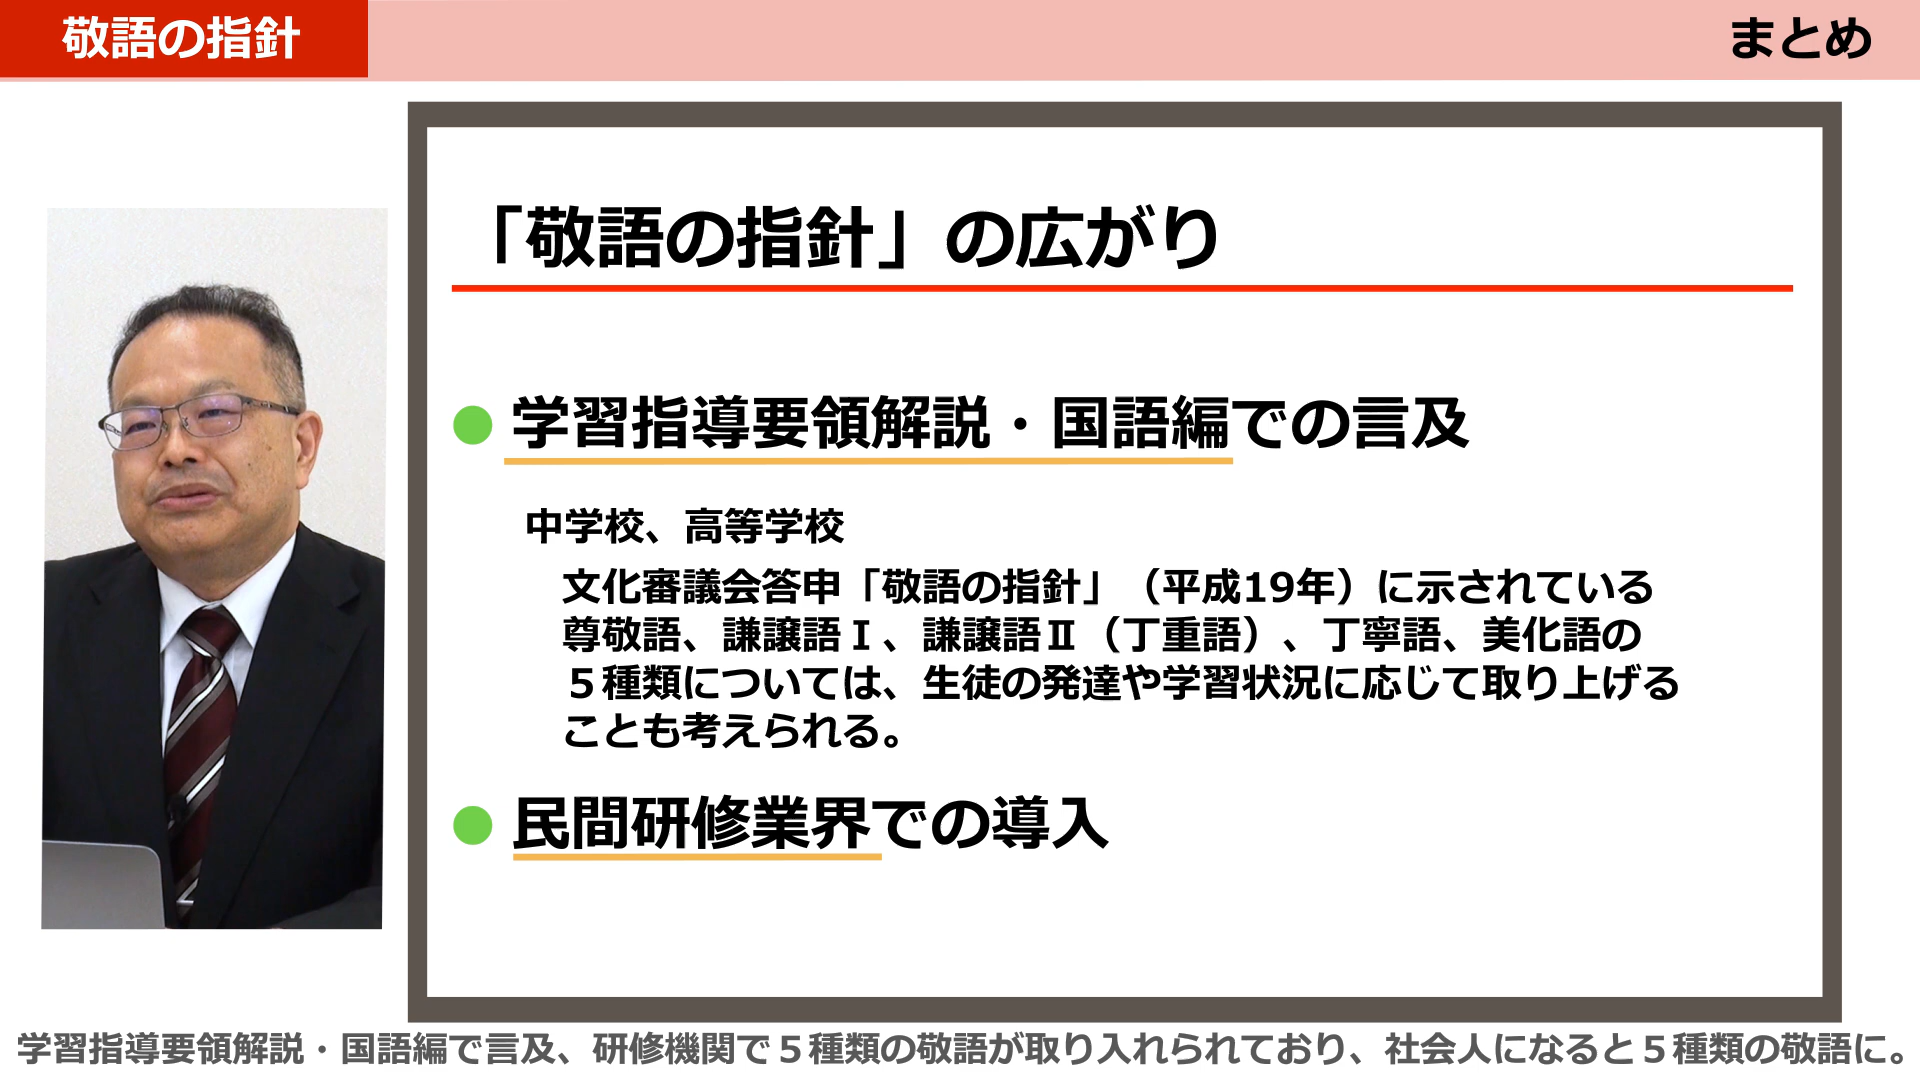 敬語の指針
まとめ
「敬語の指針」の広がり
学習指導要領解説・国語編での言及
中学校、高等学校
文化審議会答申「敬語の指針」（平成19年）に示されている
尊敬語、謙譲語Ⅰ、謙譲語Ⅱ（丁重語）、丁寧語、美化語の
５種類については、生徒の発達や学習状況に応じて取り上げる
ことも考えられる。
民間研修業界での導入
学習指導要領解説・国語編で言及、研修機関で５種類の敬語が取り入れられており、社会人になると５種類の敬語に。